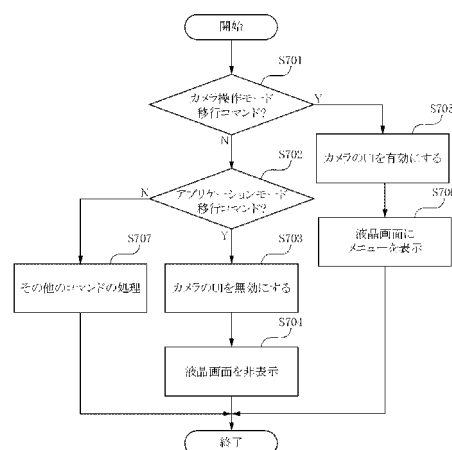 開始
S701
カメラ操作モード
移行コマンド?
Y
N
S705
カメラのUIを有効にする
S702
アプリケーションモード
移行コマンド?
N
Y
S706
液晶画面に
メニューを表示
S707
その他のコマンドの処理
S703
カメラのUIを無効にする
S704
液晶画面を非表示
終了